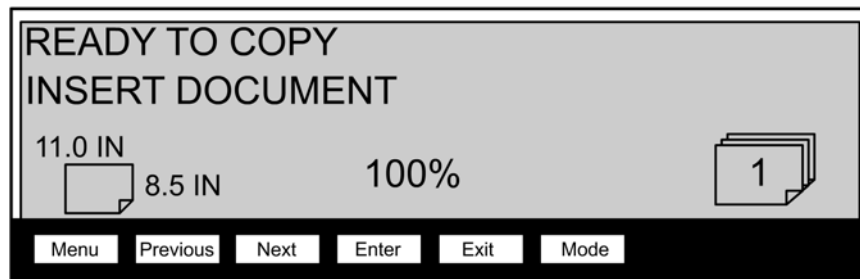 READY TO COPY
INSERT DOCUMENT
11.0 IN
8.5 IN
100%
1
Menu Previous Next Enter Exit Mode